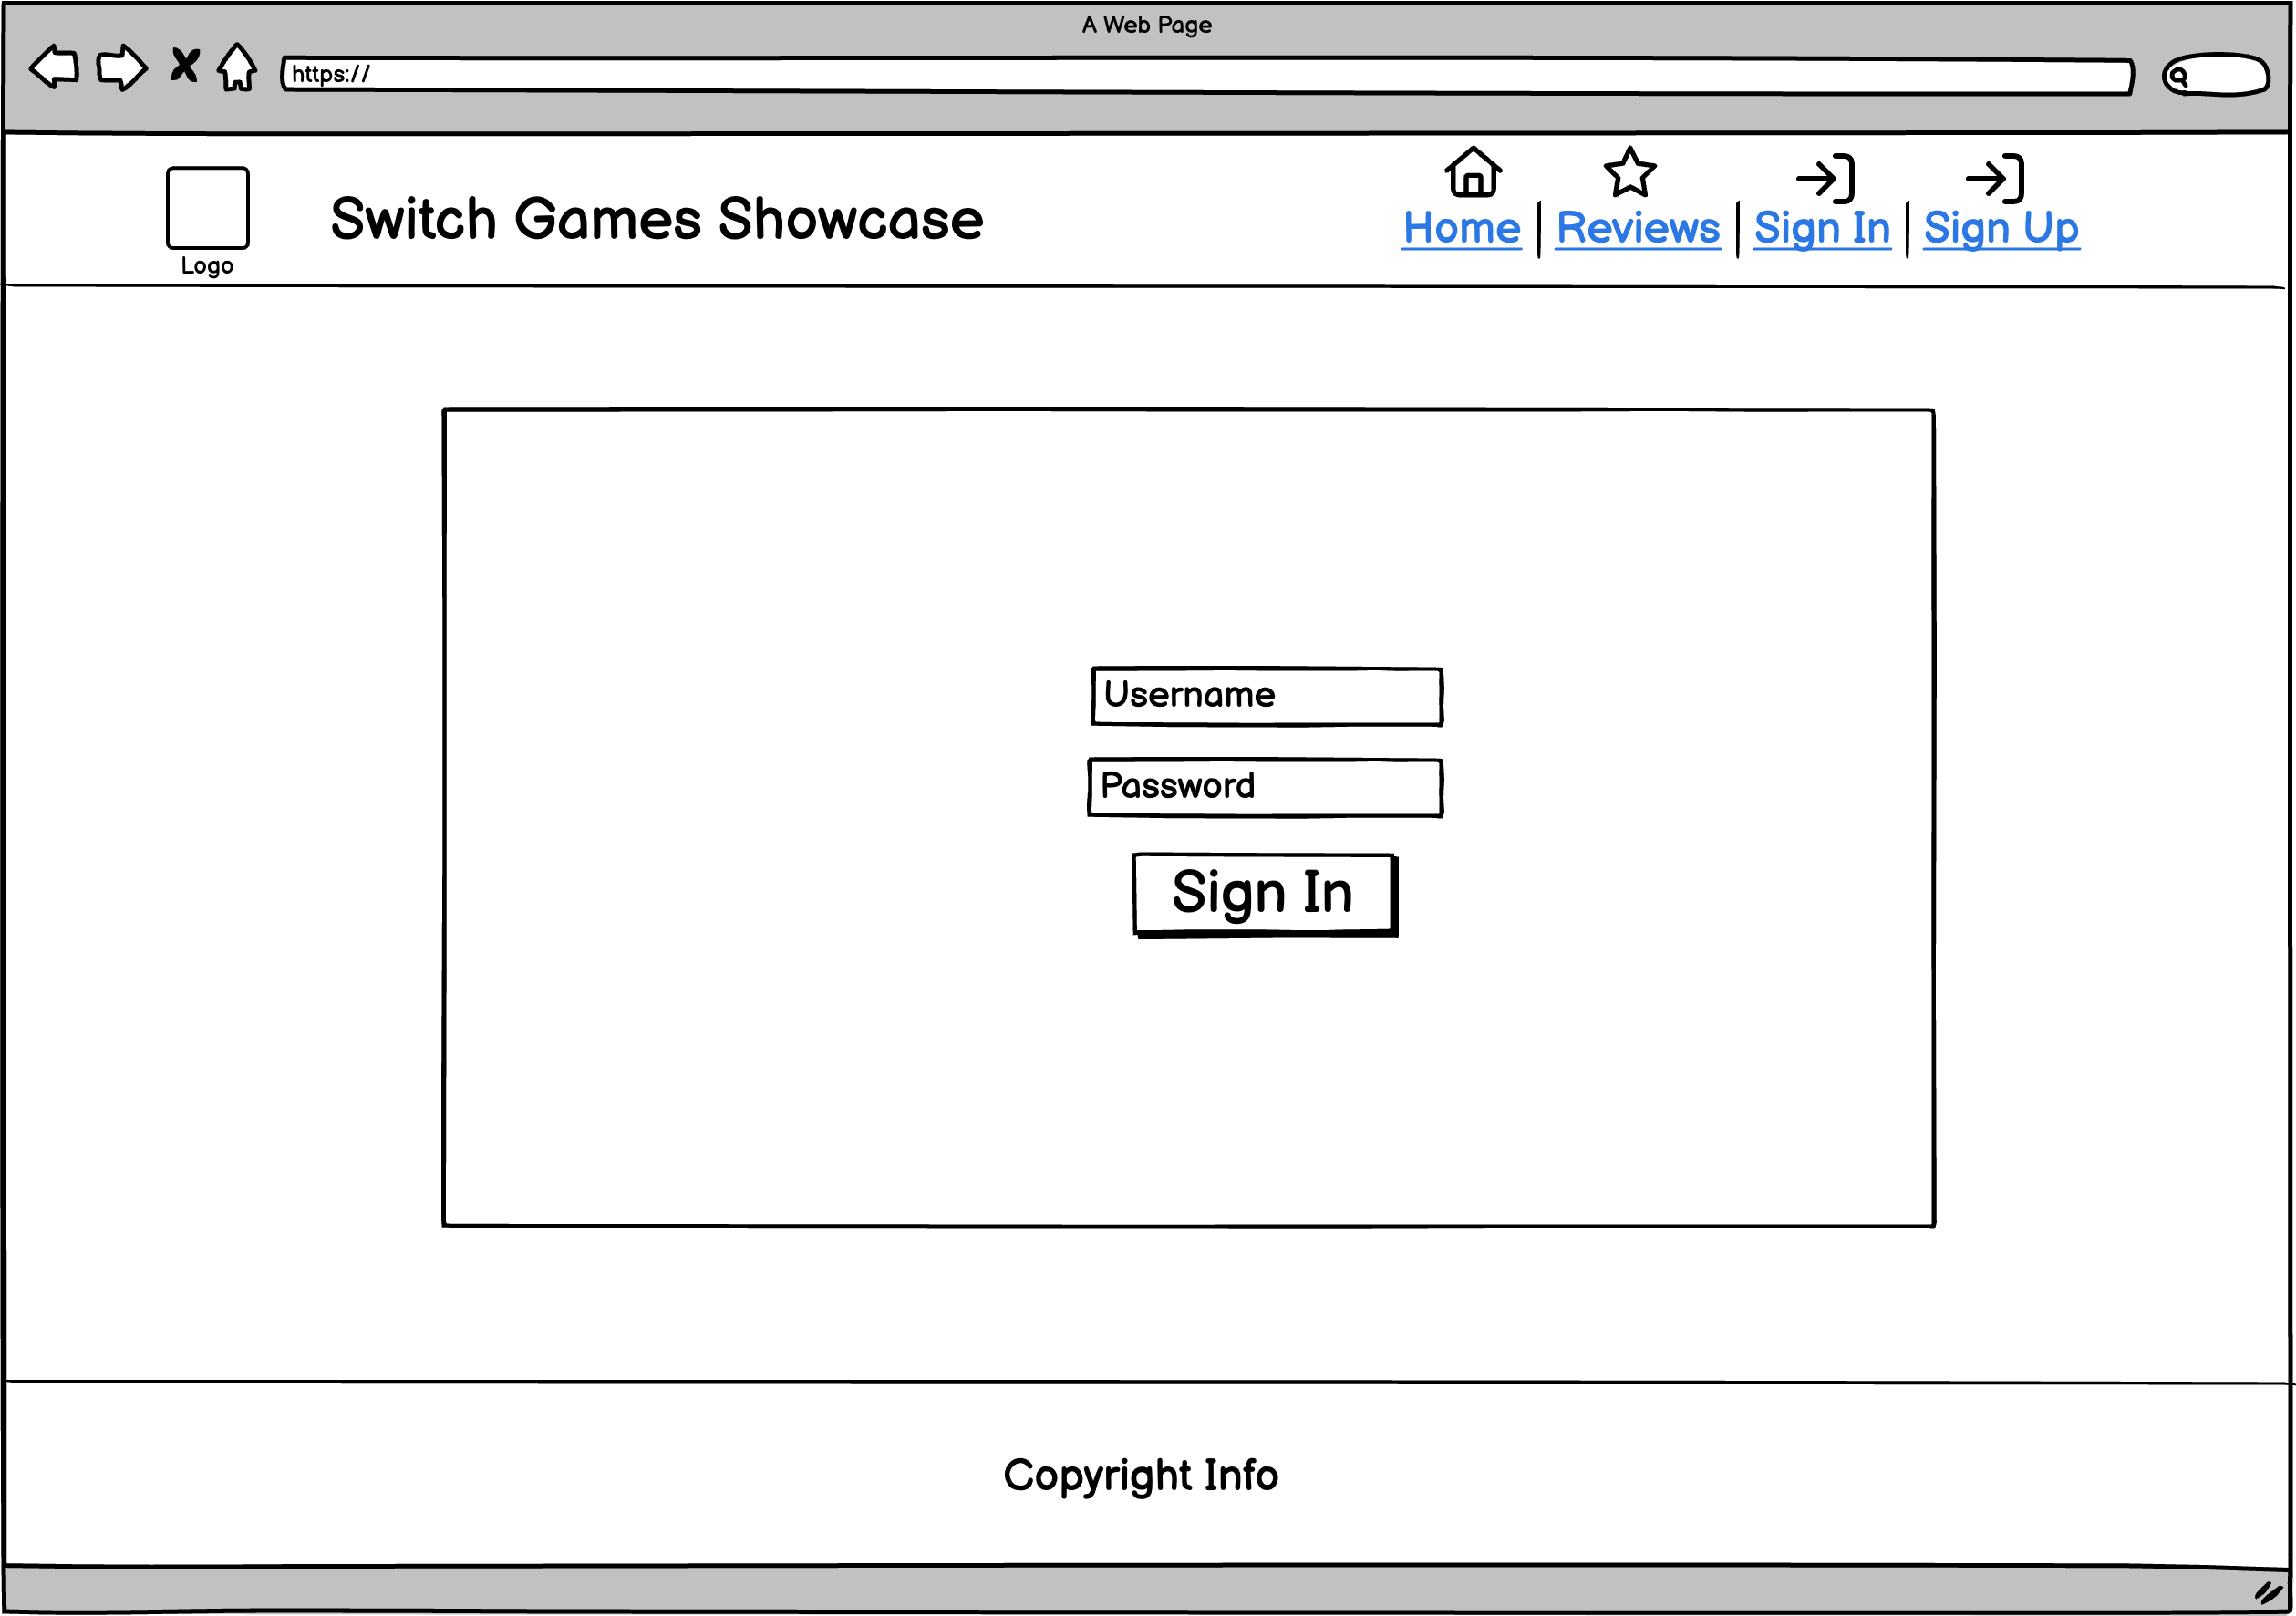 A Web Page
https://
Logo
Switch Games Showcase
Home | Reviews | Sign In | Sign Up
Username
Password
Sign In
Copyright Info